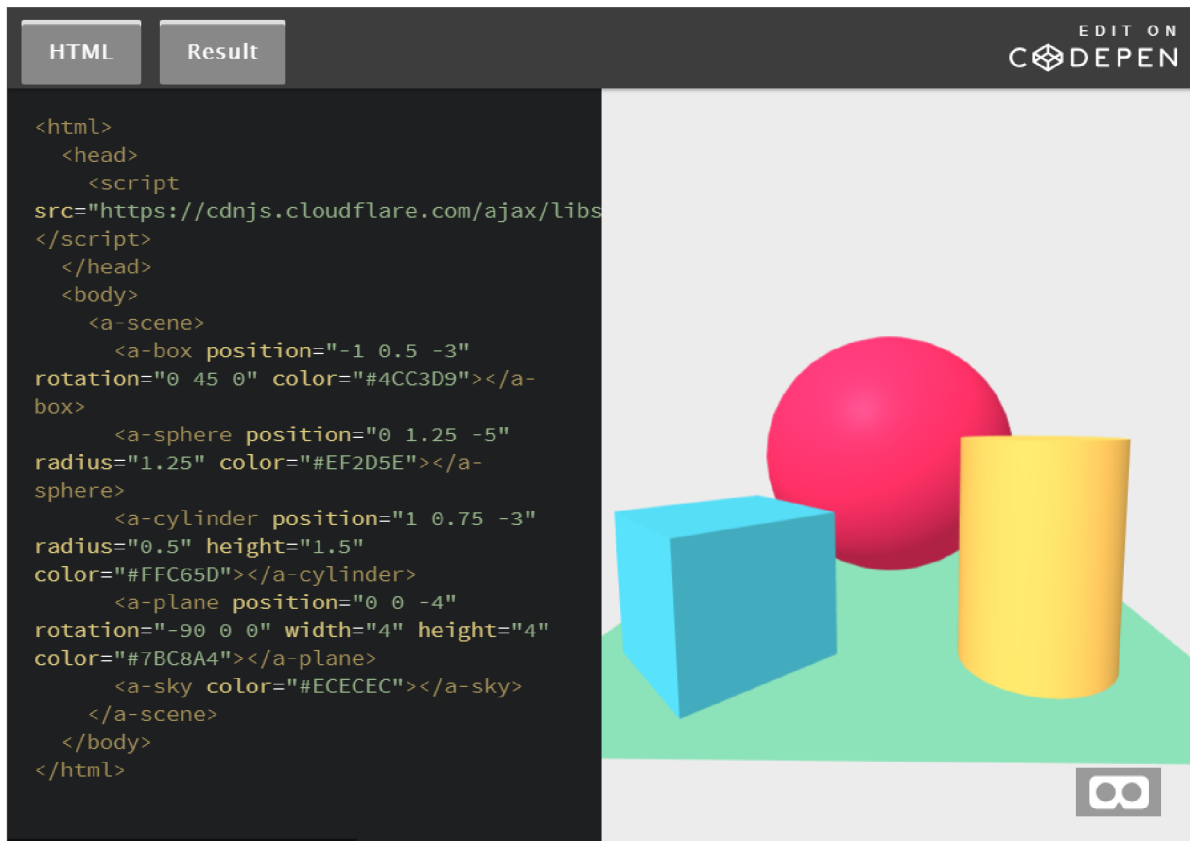 HTML
Result
EDIT ON
CODEPEN
<html>
  <head>
    <script
src="https://cdnjs.cloudflare.com/ajax/libs
</script>
  </head>
  <body>
    <a-scene>
      <a-box position="-1 0.5 -3"
rotation="0 45 0" color="#4CC3D9"></a-
box>
      <a-sphere position="0 1.25 -5"
radius="1.25" color="#EF2D5E"></a-
sphere>
      <a-cylinder position="1 0.75 -3"
radius="0.5" height="1.5"
color="#FFC65D"></a-cylinder>
      <a-plane position="0 0 -4"
rotation="-90 0 0" width="4" height="4"
color="#7BC8A4"></a-plane>
      <a-sky color="#ECECEC"></a-sky>
    </a-scene>
  </body>
</html>